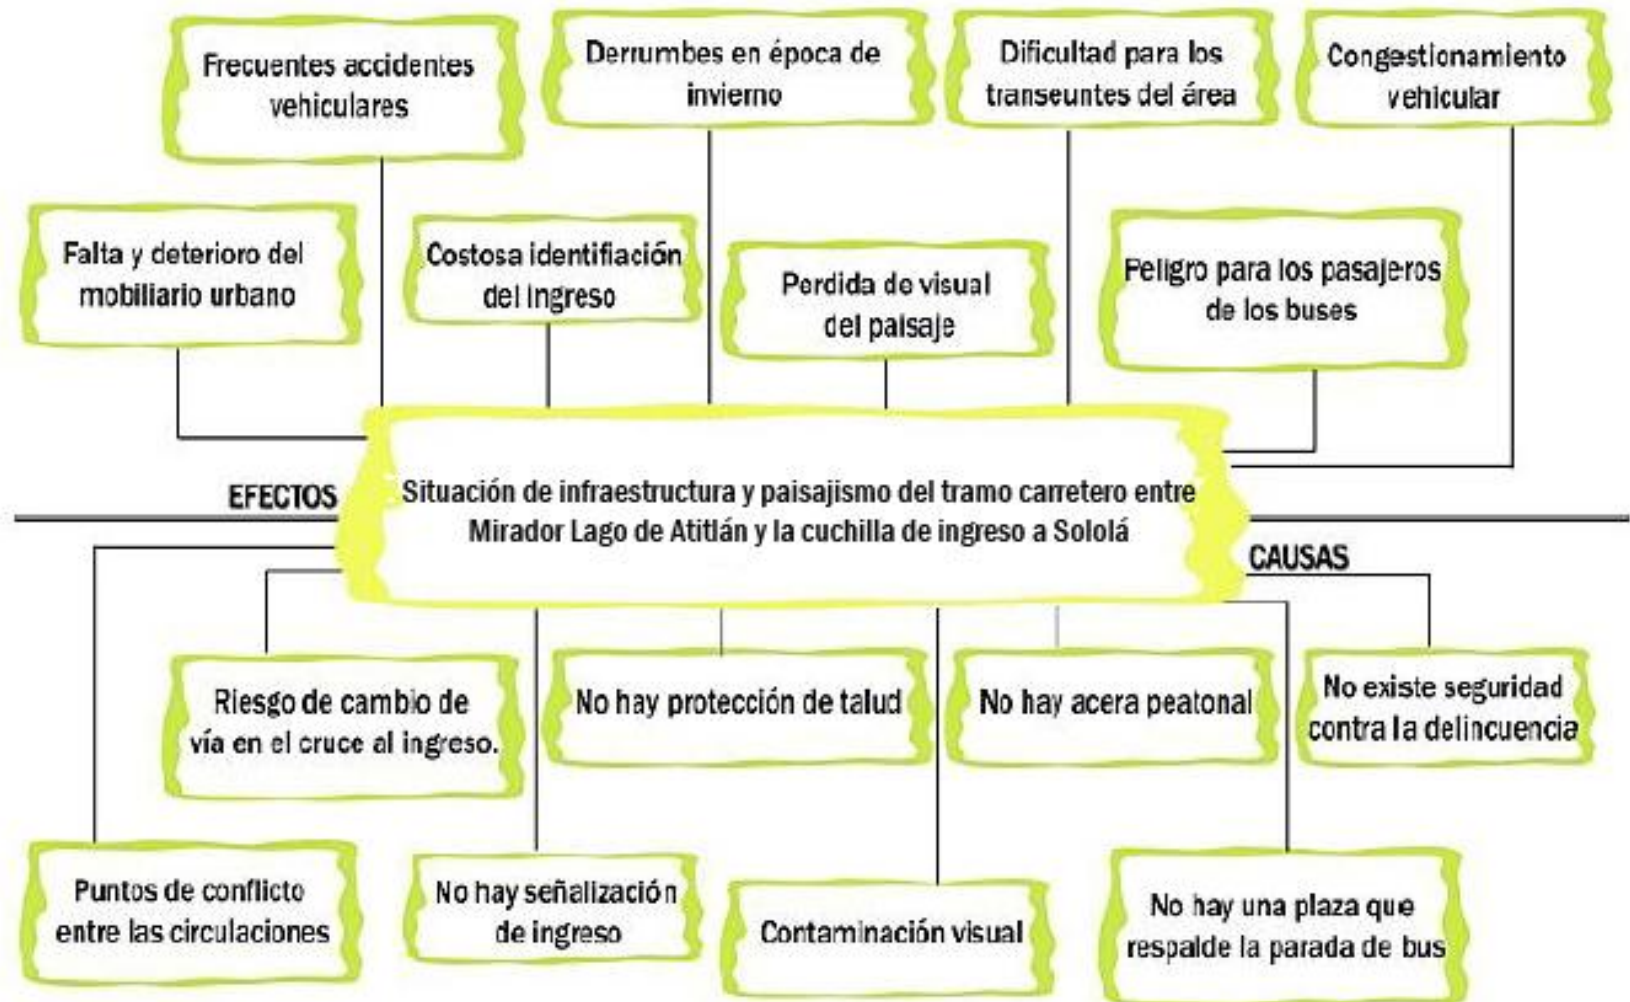 Frecuentes accidentes
vehiculares
Derrumbes en época de
invierno
Dificultad para los
transeuntes del área
Congestionamiento
vehicular
Falta y deterioro del
mobiliario urbano
Costosa identifiación
del ingreso
Perdida de visual
del paisaje
Peligro para los pasajeros
de los buses
EFECTOS
Situación de infraestructura y paisajismo del tramo carretero entre
Mirador Lago de Atitlán y la cuchilla de ingreso a Sololá
CAUSAS
Riesgo de cambio de
vía en el cruce al ingreso.
No hay protección de talud
No hay acera peatonal
No existe seguridad
contra la delincuencia
Puntos de conflicto
entre las circulaciones
No hay señalización
de ingreso
Contaminación visual
No hay una plaza que
respalde la parada de bus